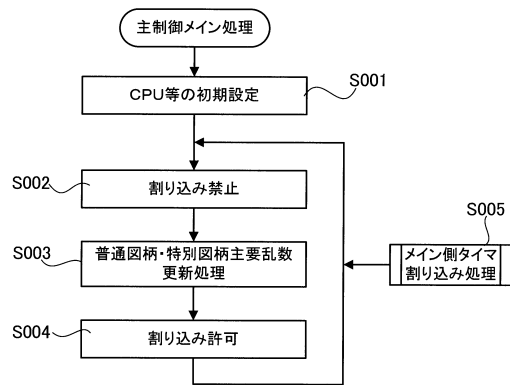 主制御メイン処理
CPU等の初期設定
S001
S002
割り込み禁止
S003
普通図柄・特別図柄主要乱数
更新処理
S004
割り込み許可
S005
メイン側タイマ
割り込み処理